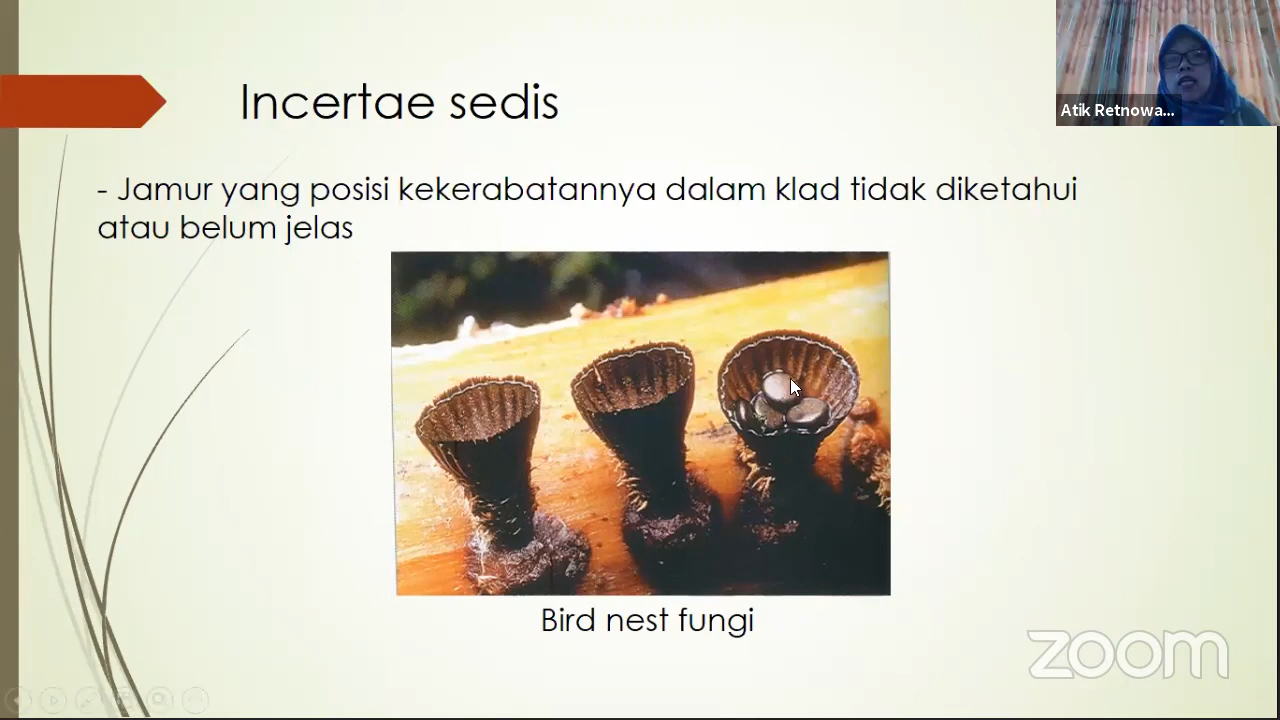 Incertae sedis
Atik Retnowa...
- Jamur yang posisi kekerabatannya dalam klad tidak diketahui
atau belum jelas
Bird nest fungi
zoom